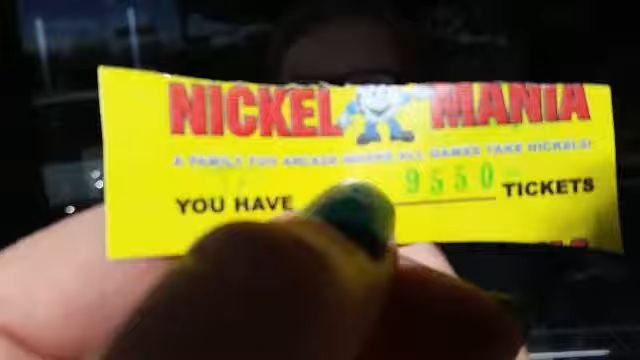 NICKEL MANIA
A FAMILY FUN ARCADE WHERE ALL GAMES TAKE NICKELS!
YOU HAVE 9550 TICKETS